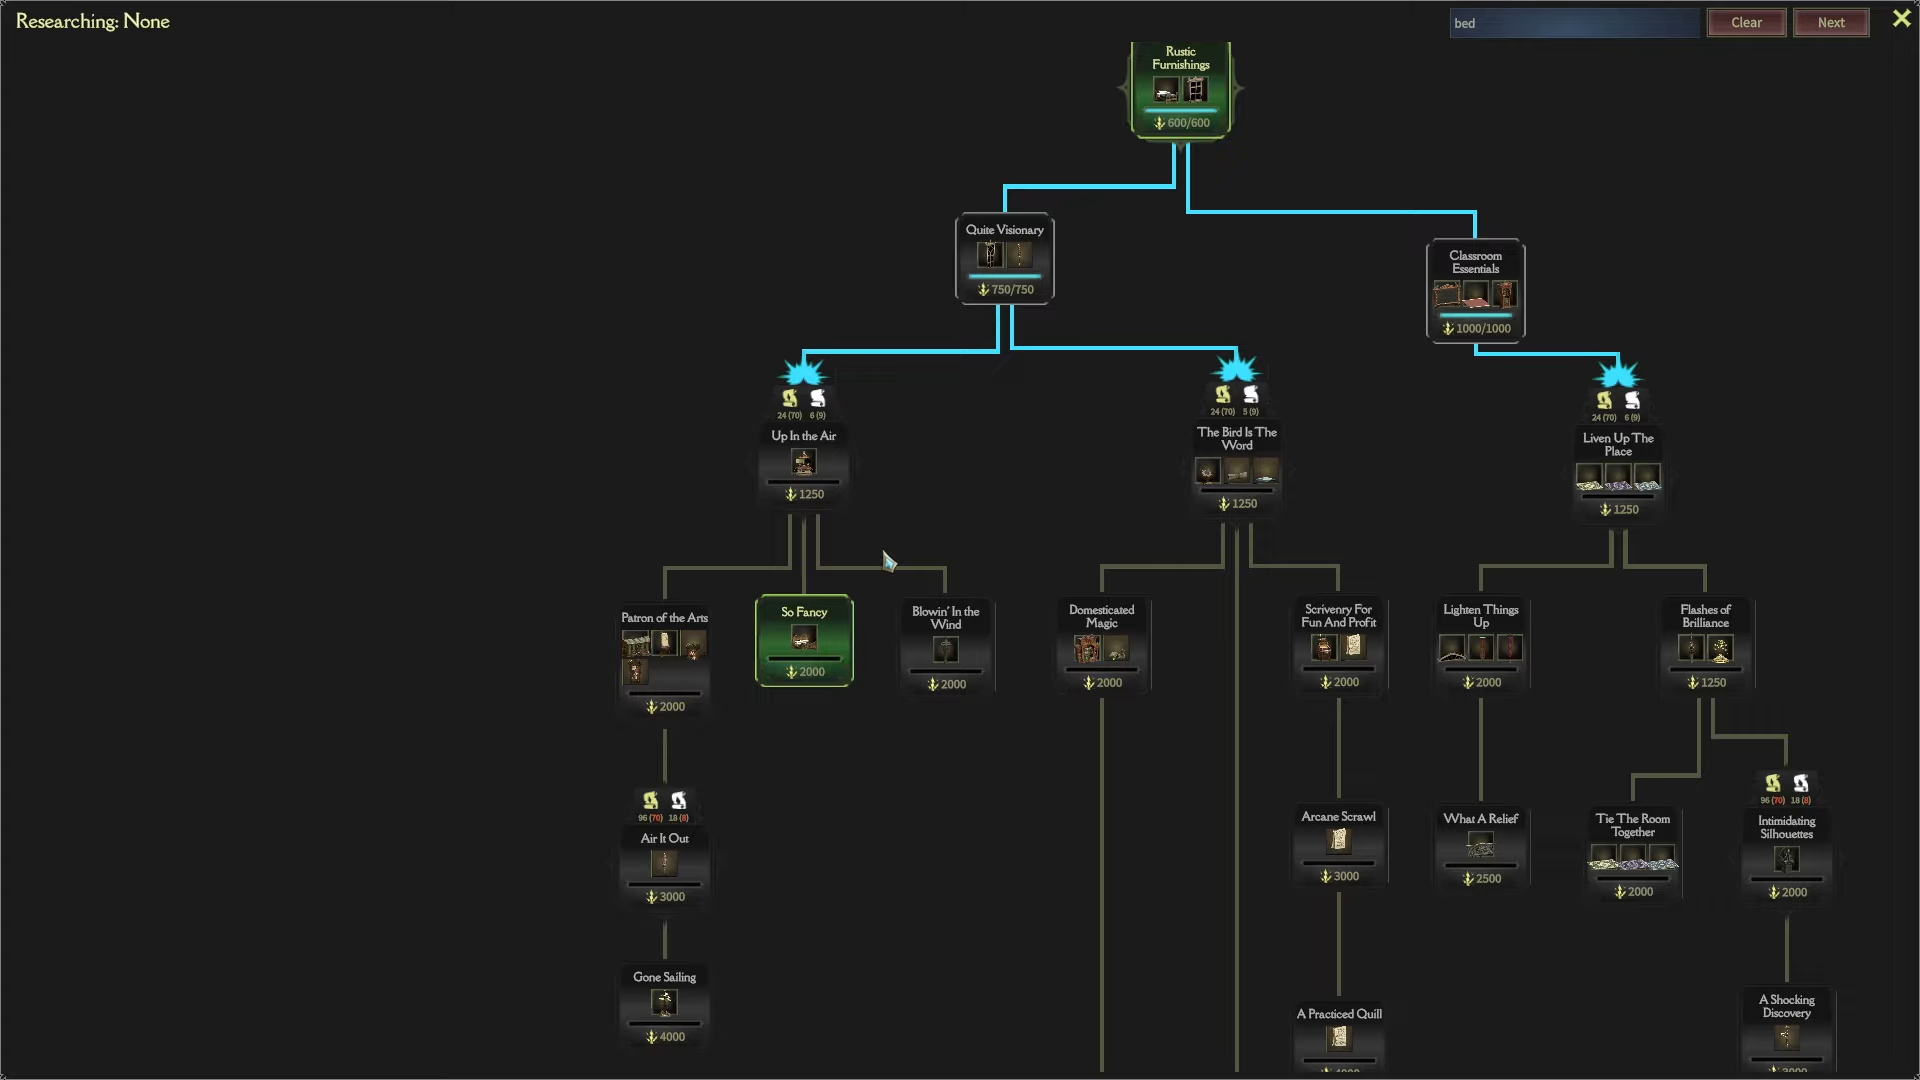 Researching: None
bed
Clear
Next
Rustic
Furnishings
600/600
Quite Visionary
750/750
Classroom
Essentials
1000/1000
24 (70) 6 (9)
Up In the Air
1250
24 (70) 5 (9)
The Bird Is The
Word
1250
24 (70) 6 (9)
Liven Up The
Place
1250
Patron of the Arts
2000
So Fancy
2000
Blowin' In the
Wind
2000
Domesticated
Magic
2000
Scrivenry For
Fun And Profit
2000
Lighten Things
Up
2000
Flashes of
Brilliance
1250
96 (70) 18 (8)
Air It Out
3000
Arcane Scrawl
3000
What A Relief
2500
Tie The Room
Together
2000
96 (70) 18 (8)
Intimidating
Silhouettes
2000
Gone Sailing
4000
A Practiced Quill
A Shocking
Discovery